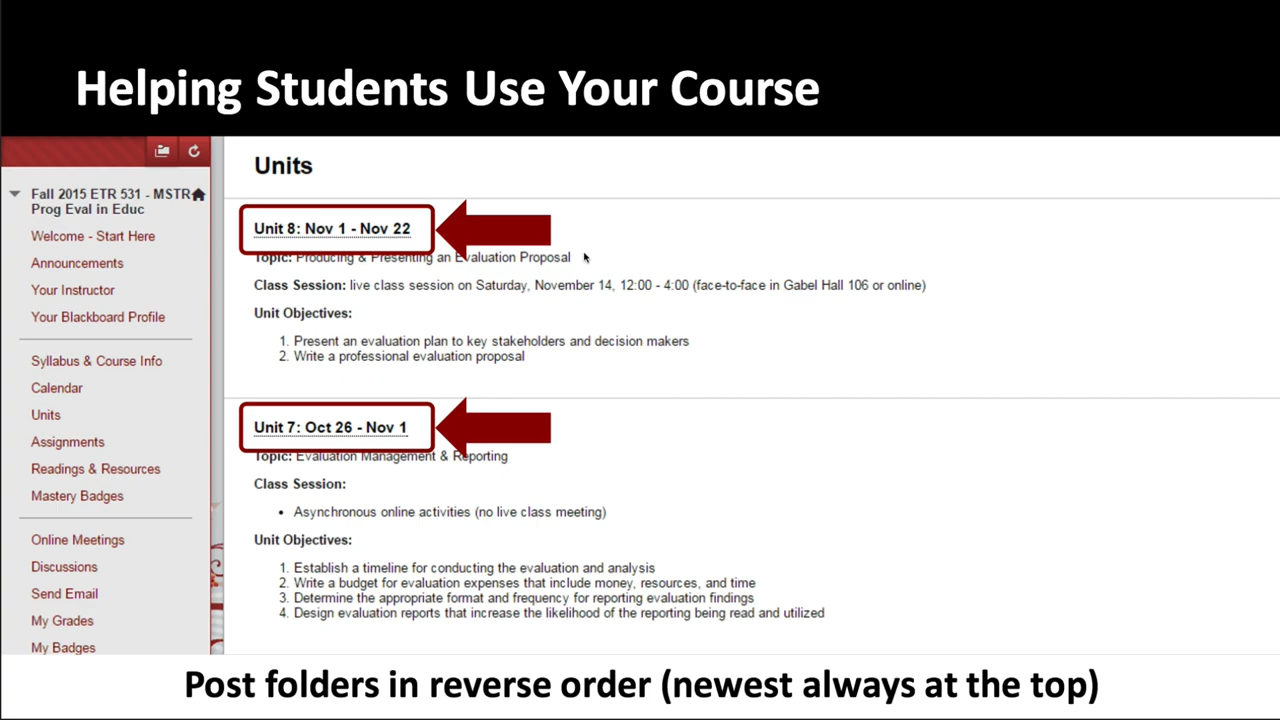 Helping Students Use Your Course
Fall 2015 ETR 531 - MSTR
Prog Eval in Educ
Welcome - Start Here
Announcements
Your Instructor
Your Blackboard Profile
Syllabus & Course Info
Calendar
Units
Assignments
Readings & Resources
Mastery Badges
Online Meetings
Discussions
Send Email
My Grades
My Badges
Units
Unit 8: Nov 1 - Nov 22
Topic: Producing & Presenting an Evaluation Proposal
Class Session: live class session on Saturday, November 14, 12:00 - 4:00 (face-to-face in Gabel Hall 106 or online)
Unit Objectives:
1. Present an evaluation plan to key stakeholders and decision makers
2. Write a professional evaluation proposal
Unit 7: Oct 26 - Nov 1
Topic: Evaluation Management & Reporting
Class Session:
• Asynchronous online activities (no live class meeting)
Unit Objectives:
1. Establish a timeline for conducting the evaluation and analysis
2. Write a budget for evaluation expenses that include money, resources, and time
3. Determine the appropriate format and frequency for reporting evaluation findings
4. Design evaluation reports that increase the likelihood of the reporting being read and utilized
Post folders in reverse order (newest always at the top)